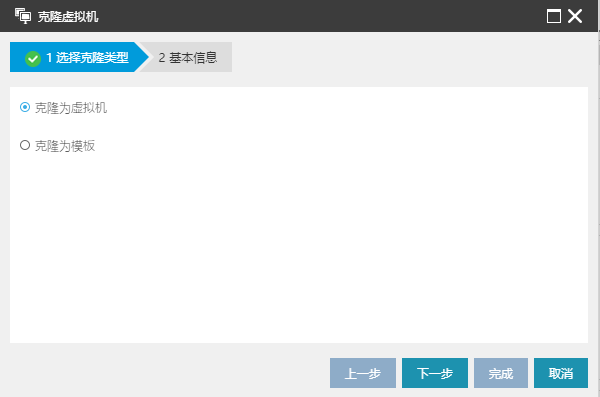 克隆虚拟机
1 选择克隆类型 2 基本信息
克隆为虚拟机
克隆为模板
上一步 下一步 完成 取消